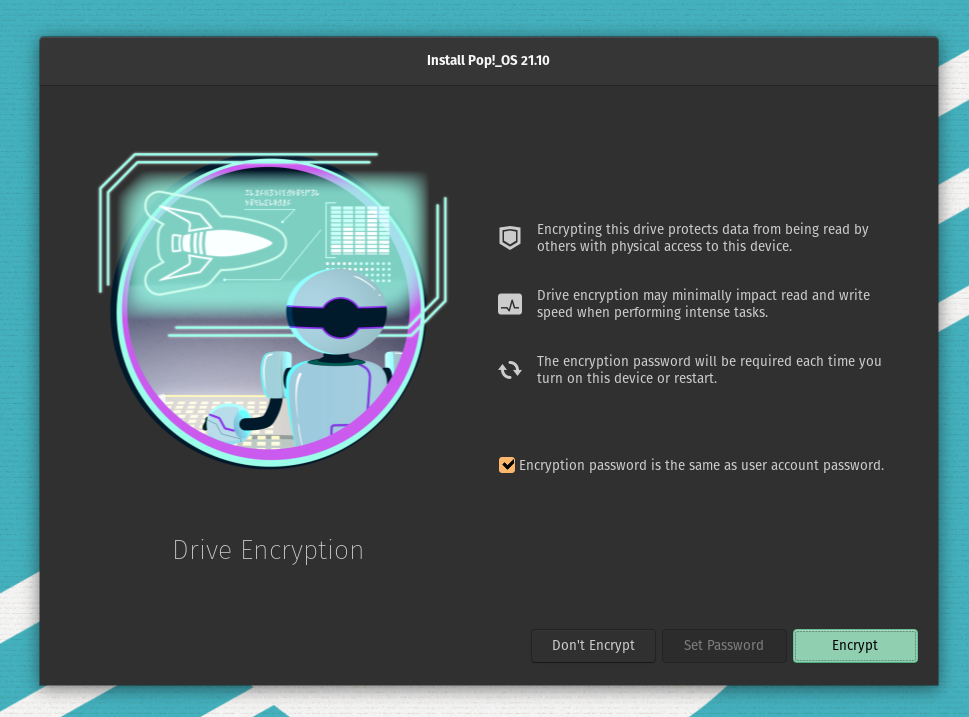 Install Pop!_OS 21.10
Encrypting this drive protects data from being read by
others with physical access to this device.
Drive encryption may minimally impact read and write
speed when performing intense tasks.
The encryption password will be required each time you
turn on this device or restart.
Encryption password is the same as user account password.
Drive Encryption
Don't Encrypt
Set Password
Encrypt